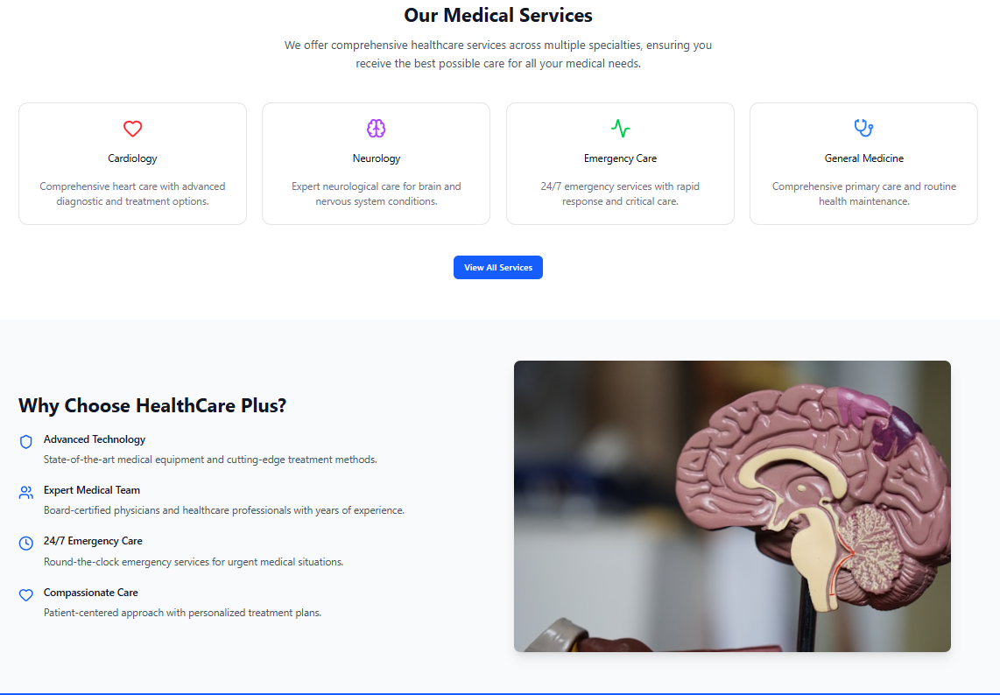 Our Medical Services
We offer comprehensive healthcare services across multiple specialties, ensuring you
receive the best possible care for all your medical needs.
Cardiology
Comprehensive heart care with advanced
diagnostic and treatment options.
Neurology
Expert neurological care for brain and
nervous system conditions.
Emergency Care
24/7 emergency services with rapid
response and critical care.
General Medicine
Comprehensive primary care and routine
health maintenance.
View All Services
Why Choose HealthCare Plus?
Advanced Technology
State-of-the-art medical equipment and cutting-edge treatment methods.
Expert Medical Team
Board-certified physicians and healthcare professionals with years of experience.
24/7 Emergency Care
Round-the-clock emergency services for urgent medical situations.
Compassionate Care
Patient-centered approach with personalized treatment plans.